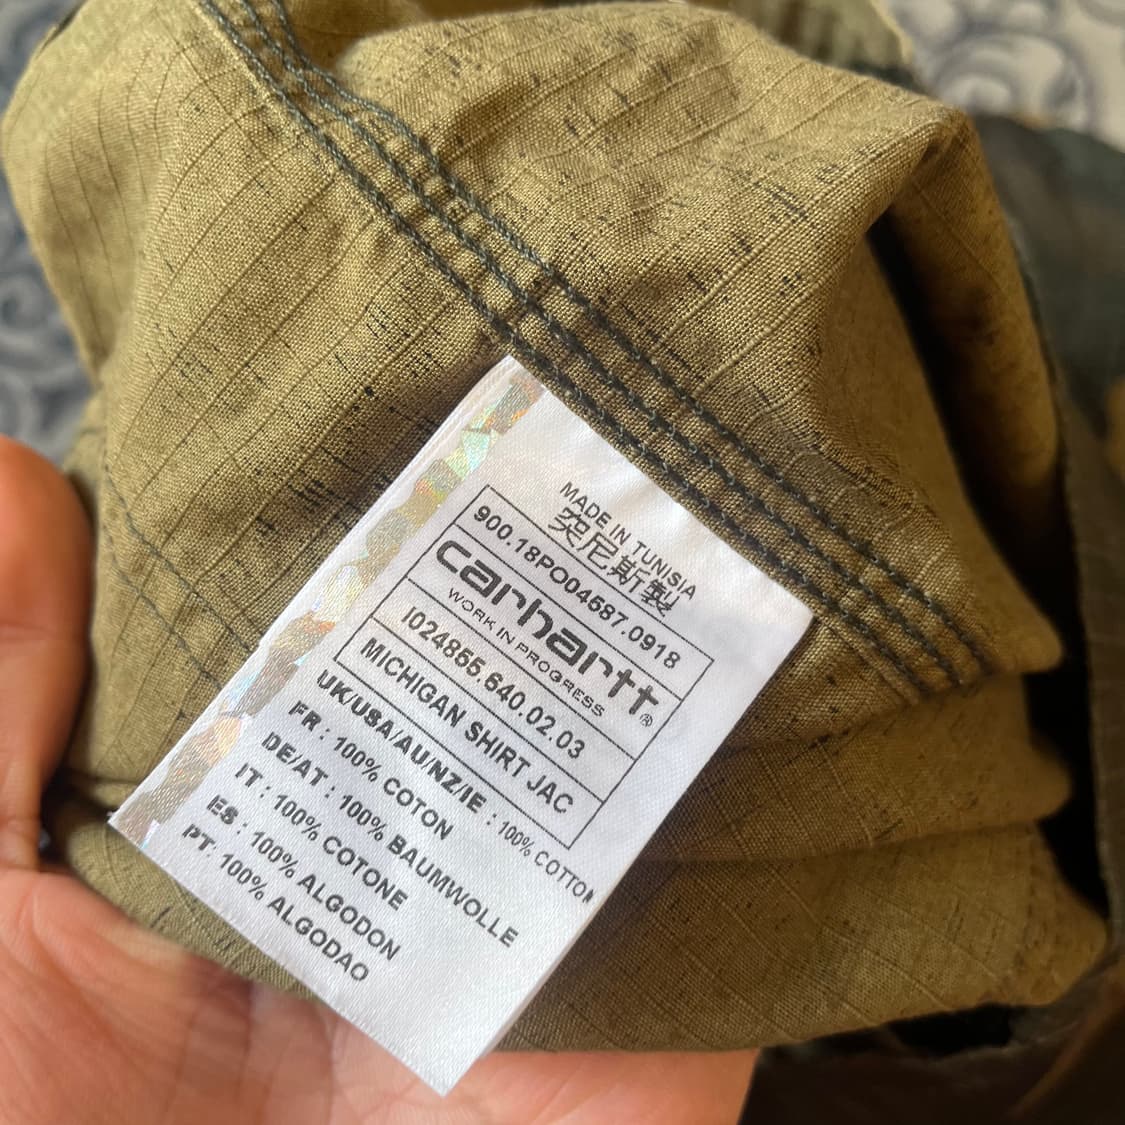 MADE IN TUNISIA
突尼斯製
900.18PO04687.0918
carhartt®
WORK IN PROGRESS
I024855.640.02.03
MICHIGAN SHIRT JAC
UK/USA/AU/NZ/IE : 100% COTTON
FR : 100% COTON
DE/AT : 100% BAUMWOLLE
IT : 100% COTONE
ES : 100% ALGODON
PT: 100% ALGODAO